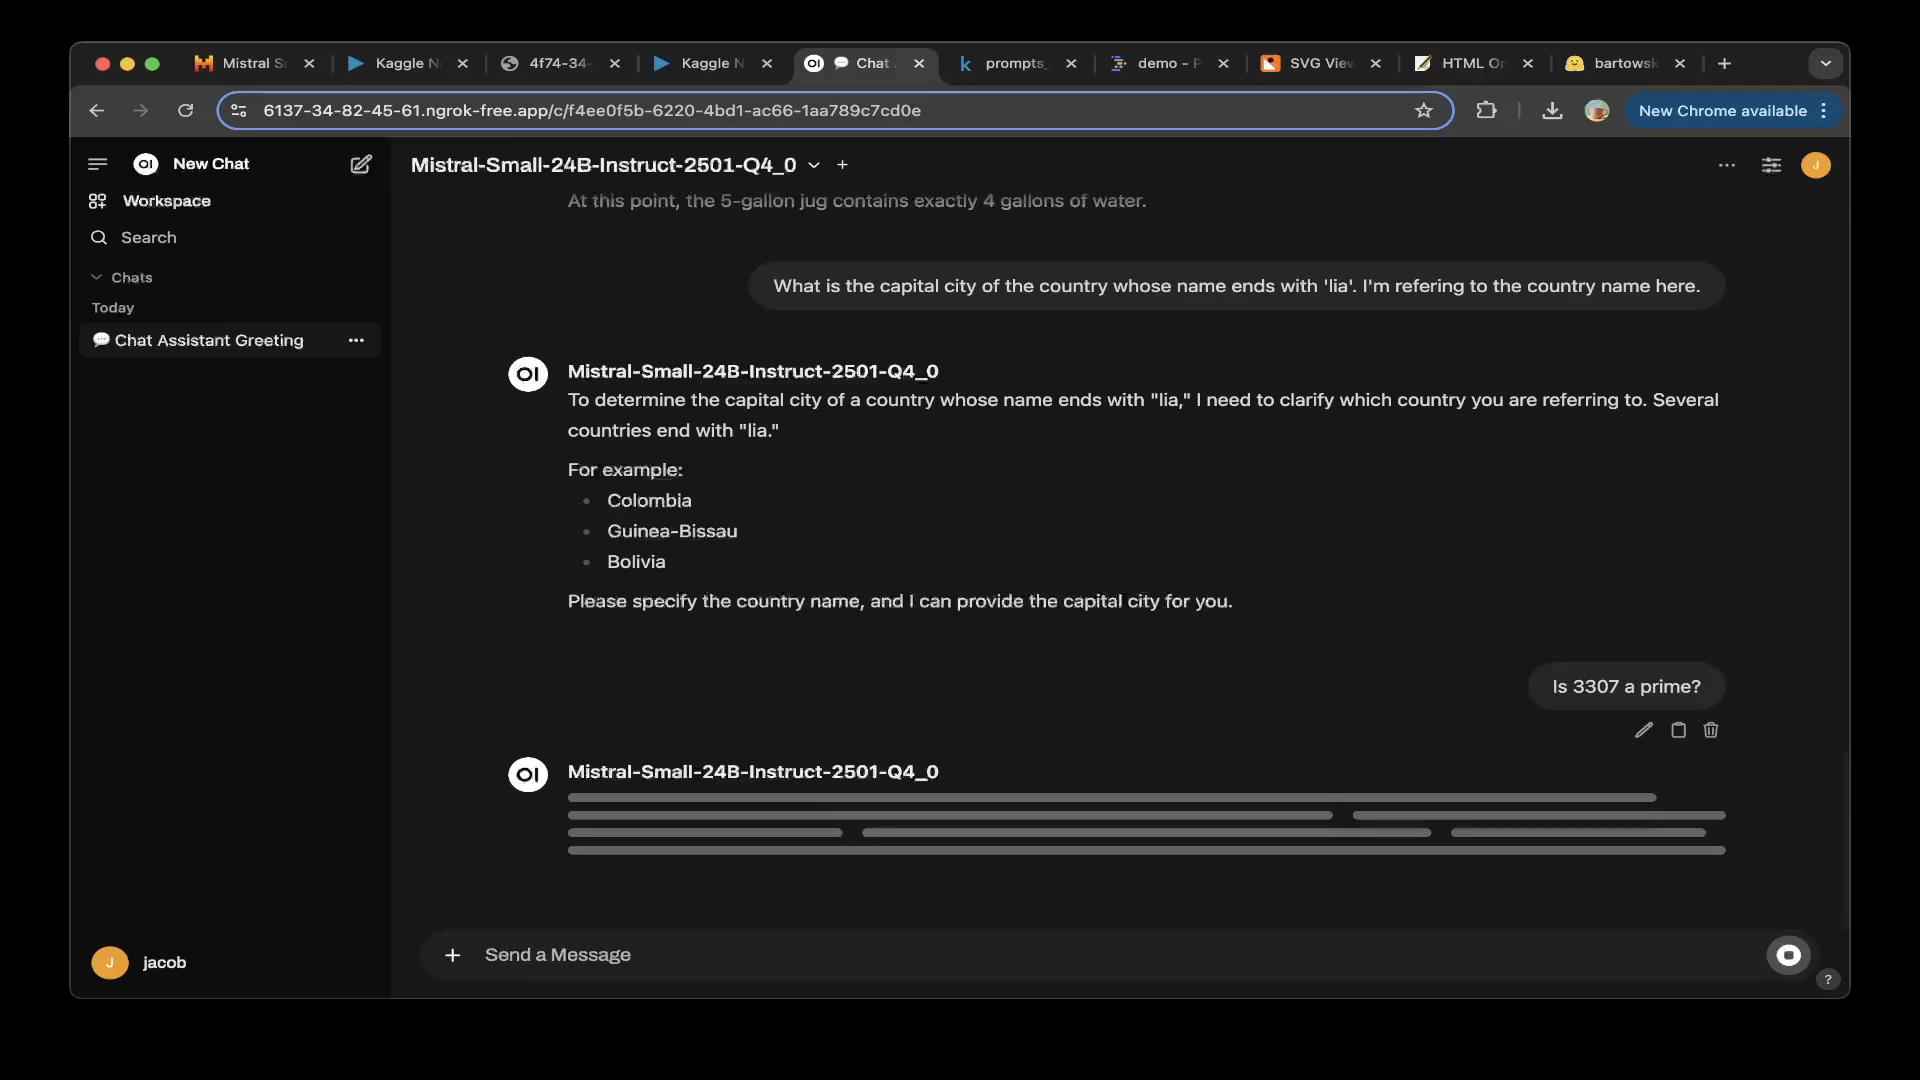 Mistral S
Kaggle N
4f74-34-
Kaggle N
Chat
prompts_
demo -
SVG View
HTML On
bartowsk
6137-34-82-45-61.ngrok-free.app/c/f4ee0f5b-6220-4bd1-ac66-1aa789c7cd0e
New Chrome available
OI New Chat
Workspace
Search
Chats
Today
Chat Assistant Greeting
J jacob
Mistral-Small-24B-Instruct-2501-Q4_0
J
At this point, the 5-gallon jug contains exactly 4 gallons of water.
What is the capital city of the country whose name ends with 'lia'. I'm refering to the country name here.
OI Mistral-Small-24B-Instruct-2501-Q4_0
To determine the capital city of a country whose name ends with "lia," I need to clarify which country you are referring to. Several
countries end with "lia."
For example:
• Colombia
• Guinea-Bissau
• Bolivia
Please specify the country name, and I can provide the capital city for you.
Is 3307 a prime?
OI Mistral-Small-24B-Instruct-2501-Q4_0
Send a Message
?